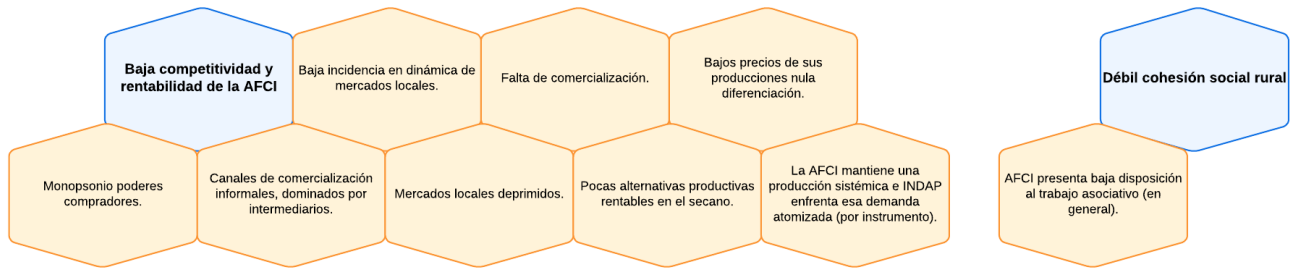 Baja competitividad y
rentabilidad de la AFCI
Baja incidencia en dinámica de
mercados locales.
Falta de comercialización.
Bajos precios de sus
producciones nula
diferenciación.
Débil cohesión social rural
Monopsonio poderes
compradores.
Canales de comercialización
informales, dominados por
intermediarios.
Mercados locales deprimidos.
Pocas alternativas productivas
rentables en el secano.
La AFCI mantiene una
producción sistémica e INDAP
enfrenta esa demanda
atomizada (por instrumento).
AFCI presenta baja disposición
al trabajo asociativo (en
general).